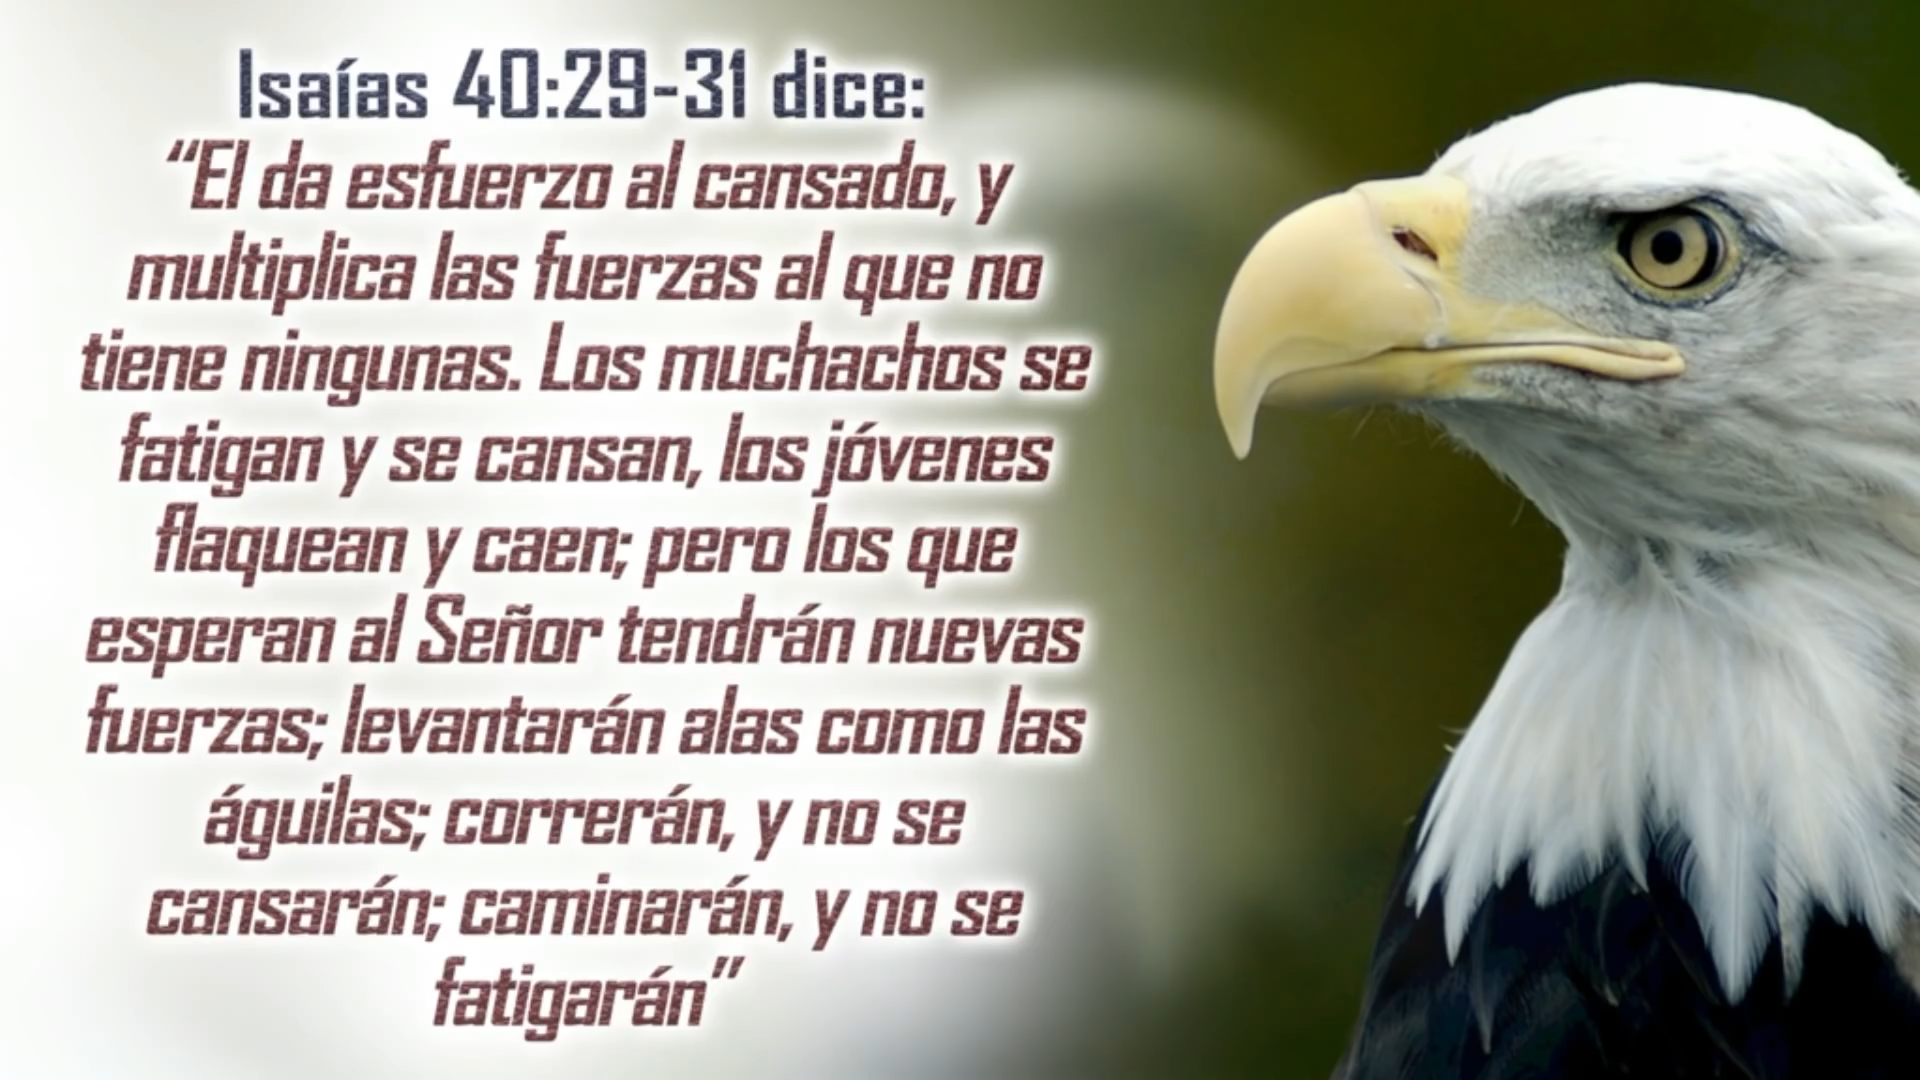 Isaías 40:29-31 dice:
“El da esfuerzo al cansado, y
multiplica las fuerzas al que no
tiene ningunas. Los muchachos se
fatigan y se cansan, los jóvenes
flaquean y caen; pero los que
esperan al Señor tendrán nuevas
fuerzas; levantarán alas como las
águilas; correrán, y no se
cansarán; caminarán, y no se
fatigarán”